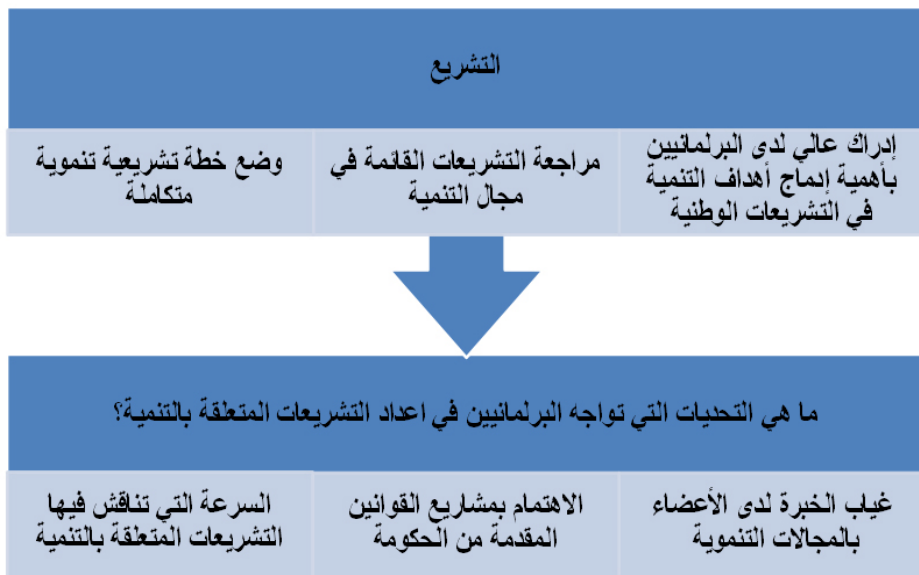 التشريع
إدراك عالي لدى البرلمانيين
بأهمية إدماج أهداف التنمية
في التشريعات الوطنية
مراجعة التشريعات القائمة في
مجال التنمية
وضع خطة تشريعية تنموية
متكاملة
ما هي التحديات التي تواجه البرلمانيين في اعداد التشريعات المتعلقة بالتنمية؟
غياب الخبرة لدى الأعضاء
بالمجالات التنموية
الاهتمام بمشاريع القوانين
المقدمة من الحكومة
السرعة التي تناقش فيها
التشريعات المتعلقة بالتنمية